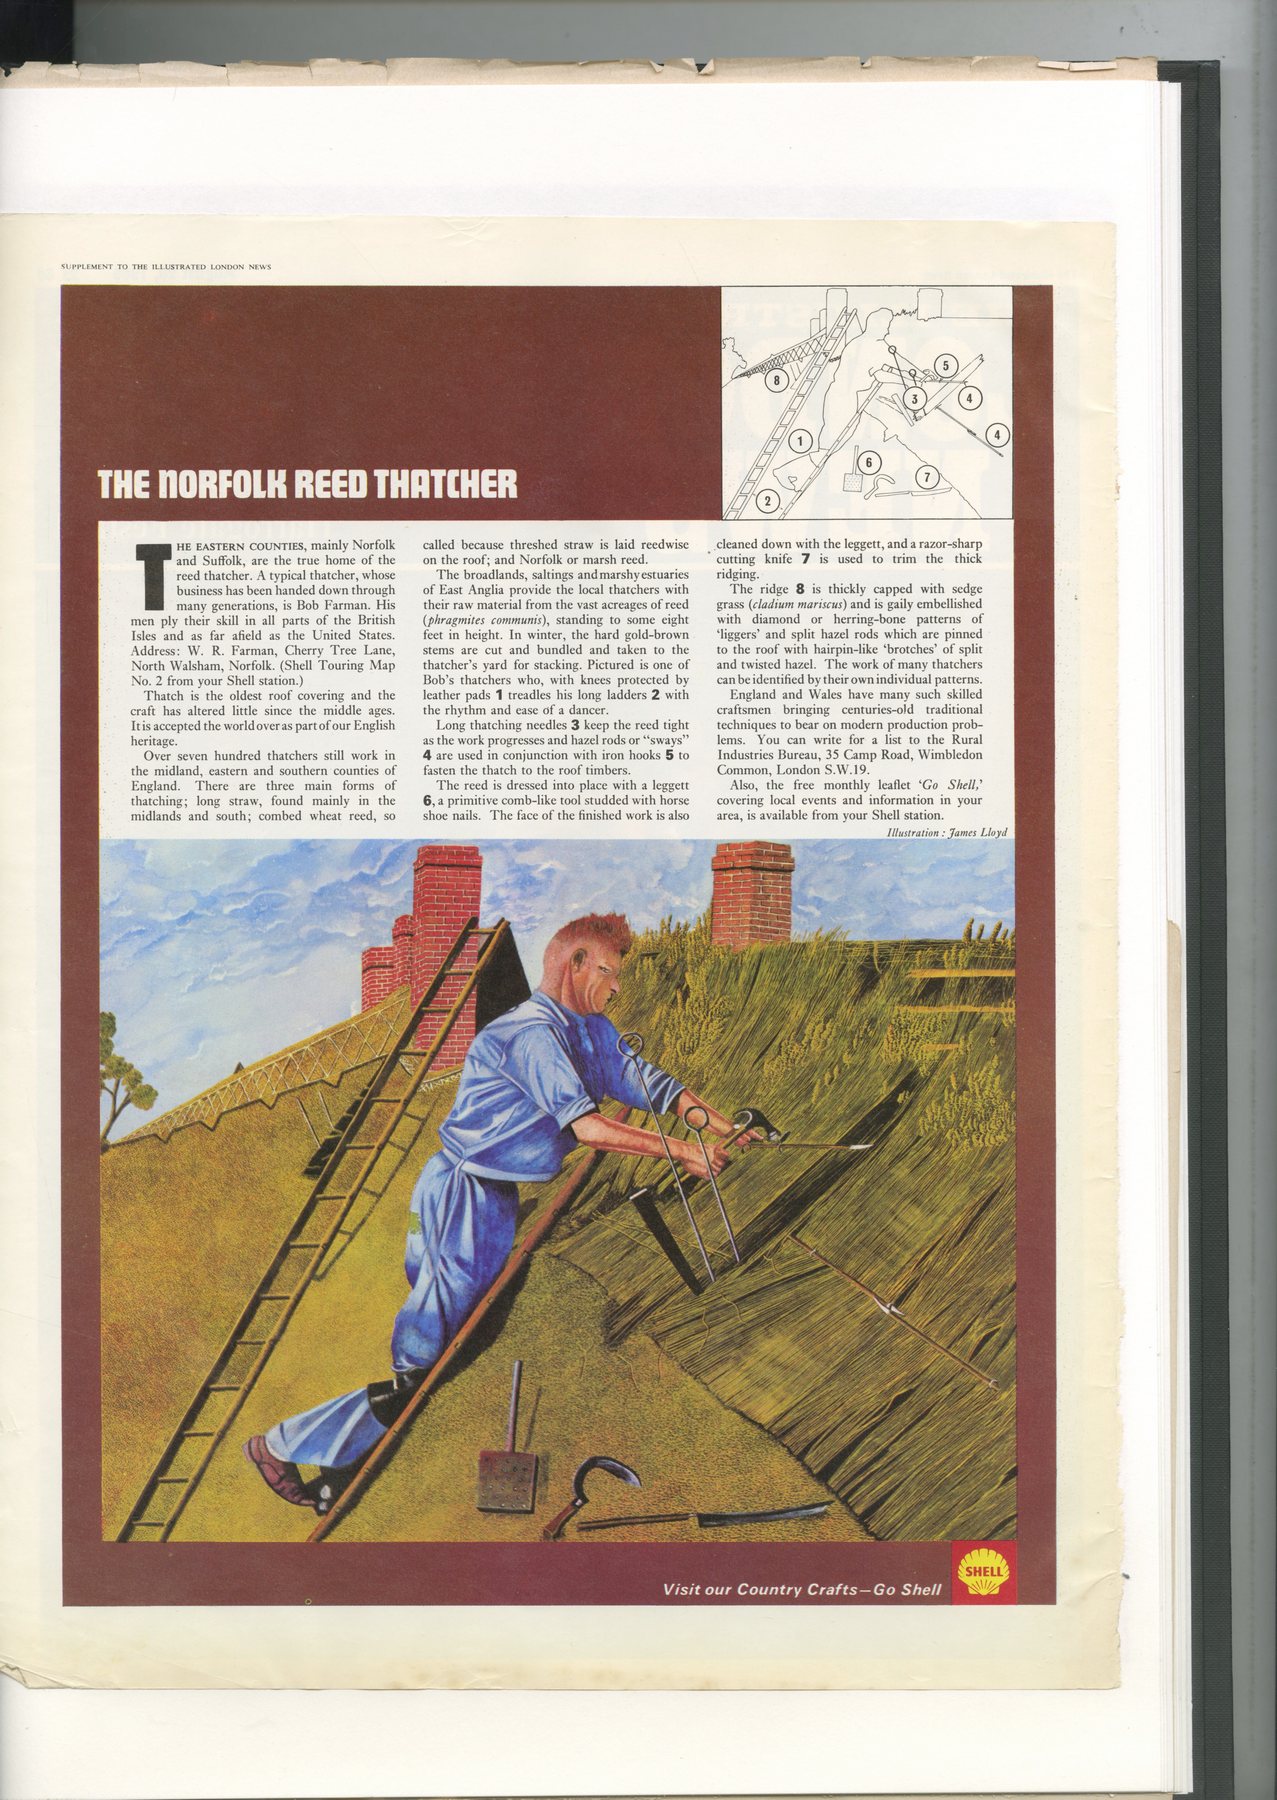 SUPPLEMENT TO THE ILLUSTRATED LONDON NEWS
8
5
4
3
4
1
6
7
2
THE NORFOLK REED THATCHER
THE EASTERN COUNTIES, mainly Norfolk
and Suffolk, are the true home of the
reed thatcher. A typical thatcher, whose
business has been handed down through
many generations, is Bob Farman. His
men ply their skill in all parts of the British
Isles and as far afield as the United States.
Address: W. R. Farman, Cherry Tree Lane,
North Walsham, Norfolk. (Shell Touring Map
No. 2 from your Shell station.)
Thatch is the oldest roof covering and the
craft has altered little since the middle ages.
It is accepted the world over as part of our English
heritage.
Over seven hundred thatchers still work in
the midland, eastern and southern counties of
England. There are three main forms of
thatching; long straw, found mainly in the
midlands and south; combed wheat reed, so
called because threshed straw is laid reedwise
on the roof; and Norfolk or marsh reed.
The broadlands, saltings and marshy estuaries
of East Anglia provide the local thatchers with
their raw material from the vast acreages of reed
(phragmites communis), standing to some eight
feet in height. In winter, the hard gold-brown
stems are cut and bundled and taken to the
thatcher's yard for stacking. Pictured is one of
Bob's thatchers who, with knees protected by
leather pads 1 treadles his long ladders 2 with
the rhythm and ease of a dancer.
Long thatching needles 3 keep the reed tight
as the work progresses and hazel rods or "sways"
4 are used in conjunction with iron hooks 5 to
fasten the thatch to the roof timbers.
The reed is dressed into place with a leggett
6, a primitive comb-like tool studded with horse
shoe nails. The face of the finished work is also
cleaned down with the leggett, and a razor-sharp
cutting knife 7 is used to trim the thick
ridging.
The ridge 8 is thickly capped with sedge
grass (cladium mariscus) and is gaily embellished
with diamond or herring-bone patterns of
'liggers' and split hazel rods which are pinned
to the roof with hairpin-like 'brotches' of split
and twisted hazel. The work of many thatchers
can be identified by their own individual patterns.
England and Wales have many such skilled
craftsmen bringing centuries-old traditional
techniques to bear on modern production prob-
lems. You can write for a list to the Rural
Industries Bureau, 35 Camp Road, Wimbledon
Common, London S.W.19.
Also, the free monthly leaflet 'Go Shell,'
covering local events and information in your
area, is available from your Shell station.
Illustration : James Lloyd
Visit our Country Crafts—Go Shell
SHELL